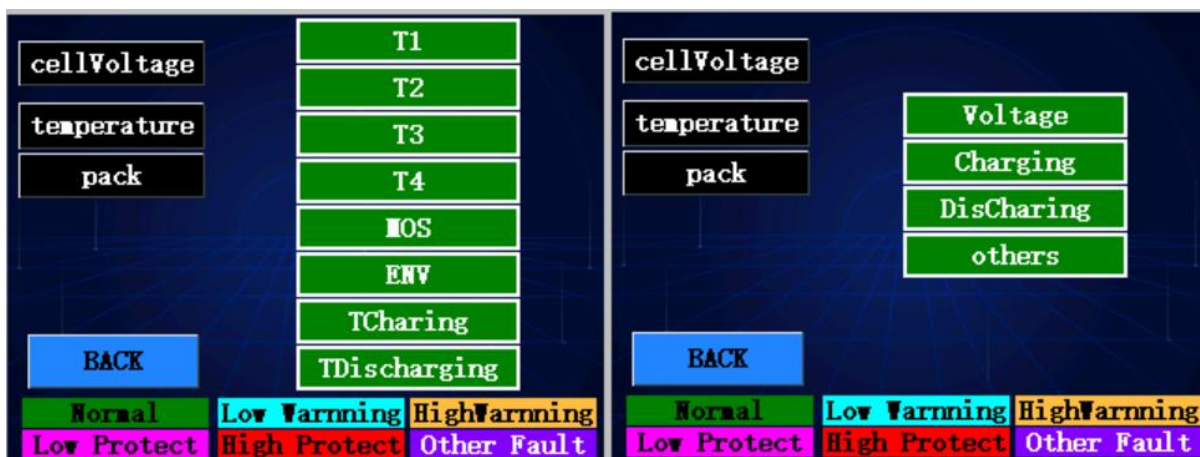 cellVoltage
temperature
pack
T1
T2
T3
T4
MOS
ENV
TCharing
TDischarging
BACK
Normal
Low Warnning
HighWarnning
Low Protect
High Protect
Other Fault
cellVoltage
temperature
pack
Voltage
Charging
DisCharing
others
BACK
Normal
Low Warnning
HighWarnning
Low Protect
High Protect
Other Fault